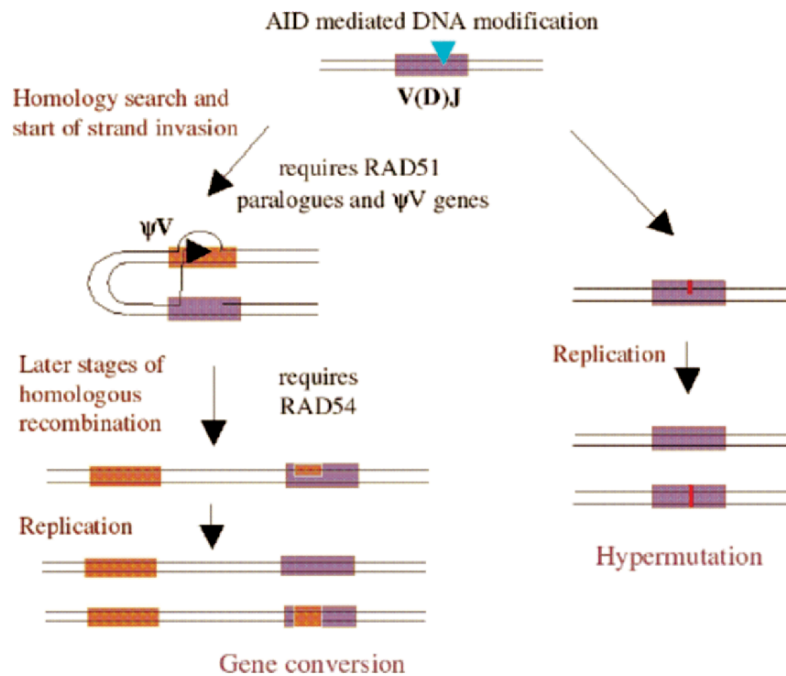 AID mediated DNA modification
V(D)J
Homology search and
start of strand invasion
requires RAD51
paralogues and ψV genes
ψV
Later stages of
homologous
recombination
requires
RAD54
Replication
Replication
Gene conversion
Hypermutation